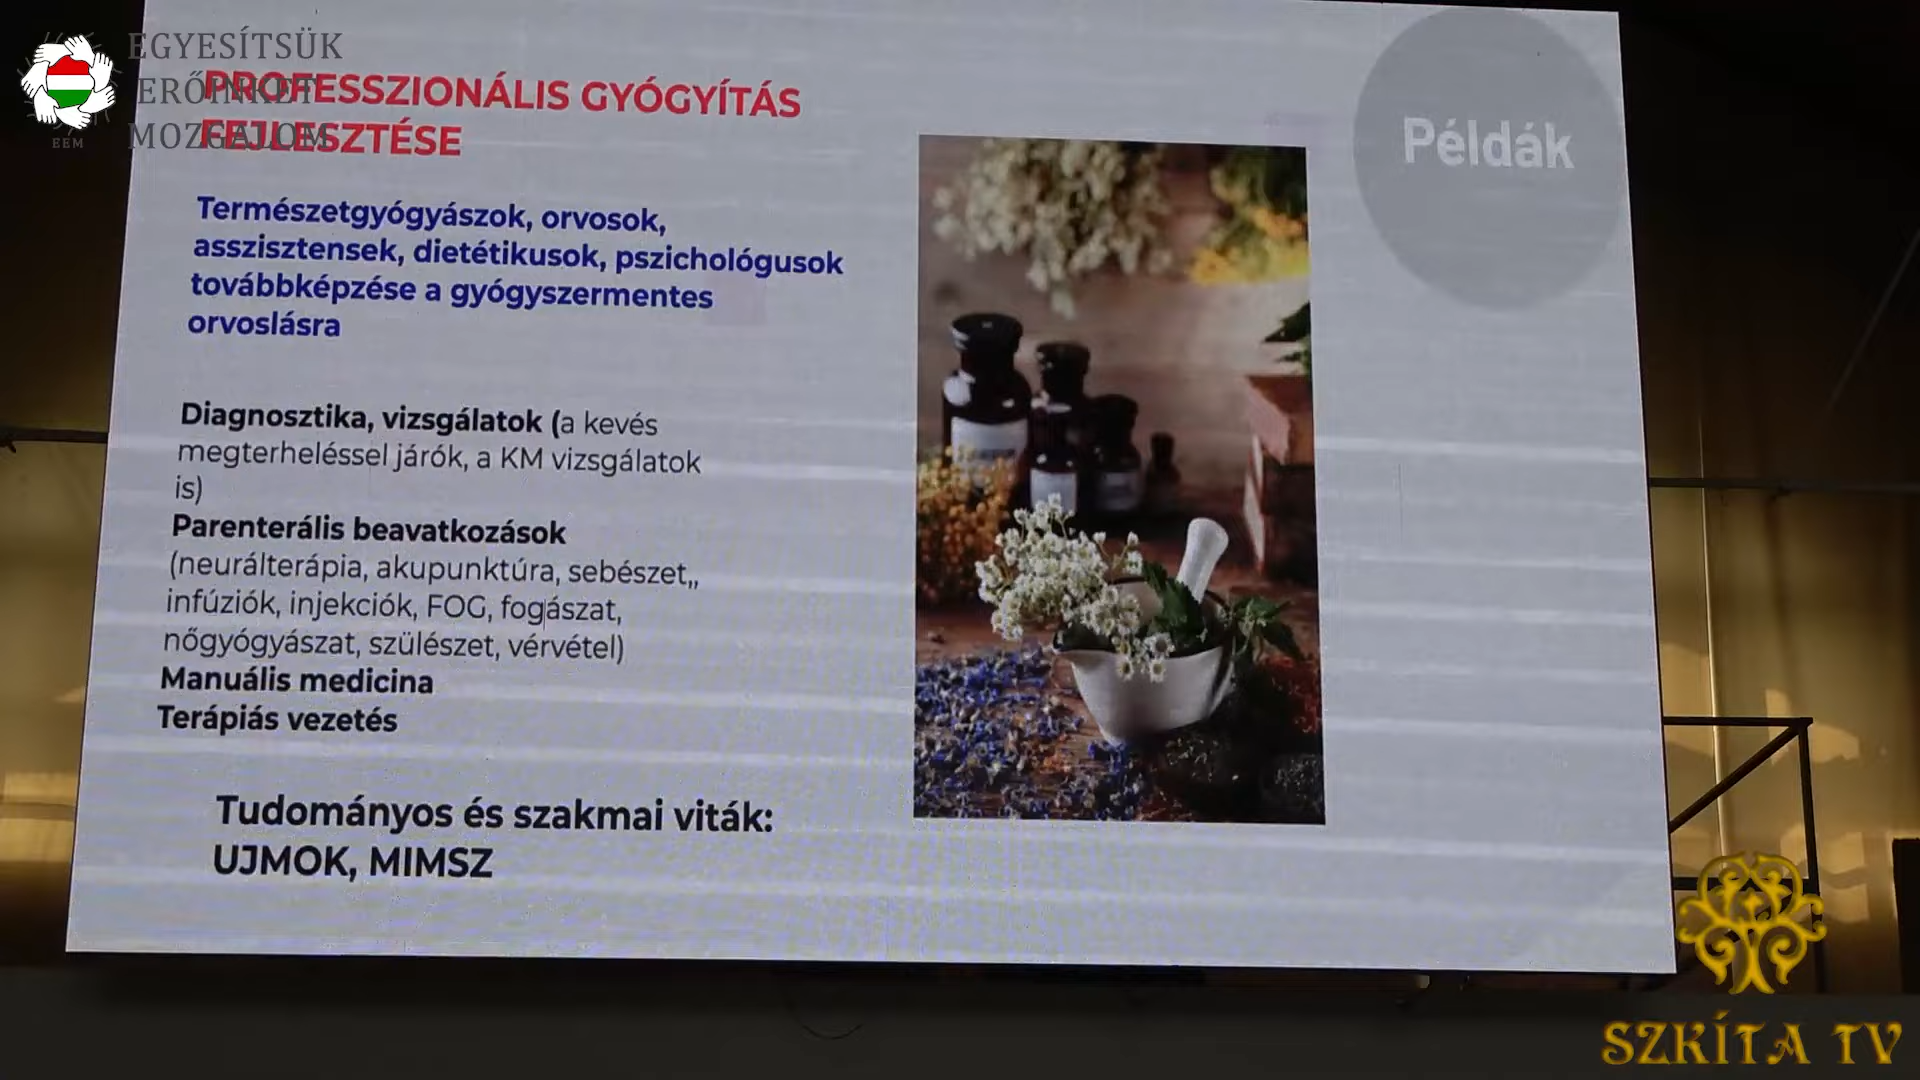 EGYESÍTSÜK
ERŐINKET
MOZGALOM
EEM
PROFESSZIONÁLIS GYÓGYÍTÁS
FEJLESZTÉSE
Példák
Természetgyógyászok, orvosok,
asszisztensek, dietétikusok, pszichológusok
továbbképzése a gyógyszermentes
orvoslásra
Diagnosztika, vizsgálatok (a kevés
megterheléssel járók, a KM vizsgálatok
is)
Parenterális beavatkozások
(neurálterápia, akupunktúra, sebészet,,
infúziók, injekciók, FOG, fogászat,
nőgyógyászat, szülészet, vérvétel)
Manuális medicina
Terápiás vezetés
Tudományos és szakmai viták:
UJMOK, MIMSZ
SZKÍTA TV